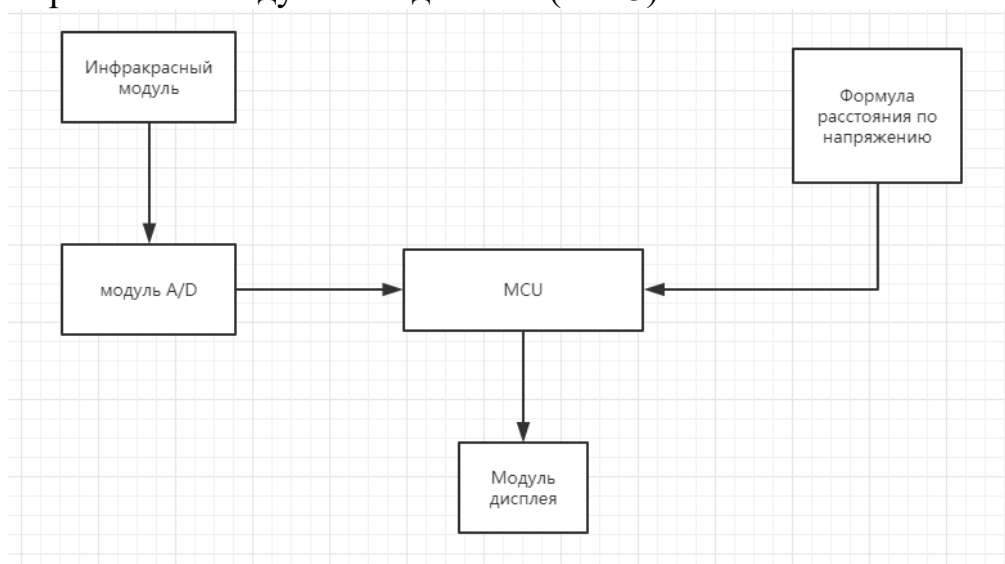 Инфракрасный
модуль
Формула
расстояния по
напряжению
модуль A/D
MCU
Модуль
дисплея